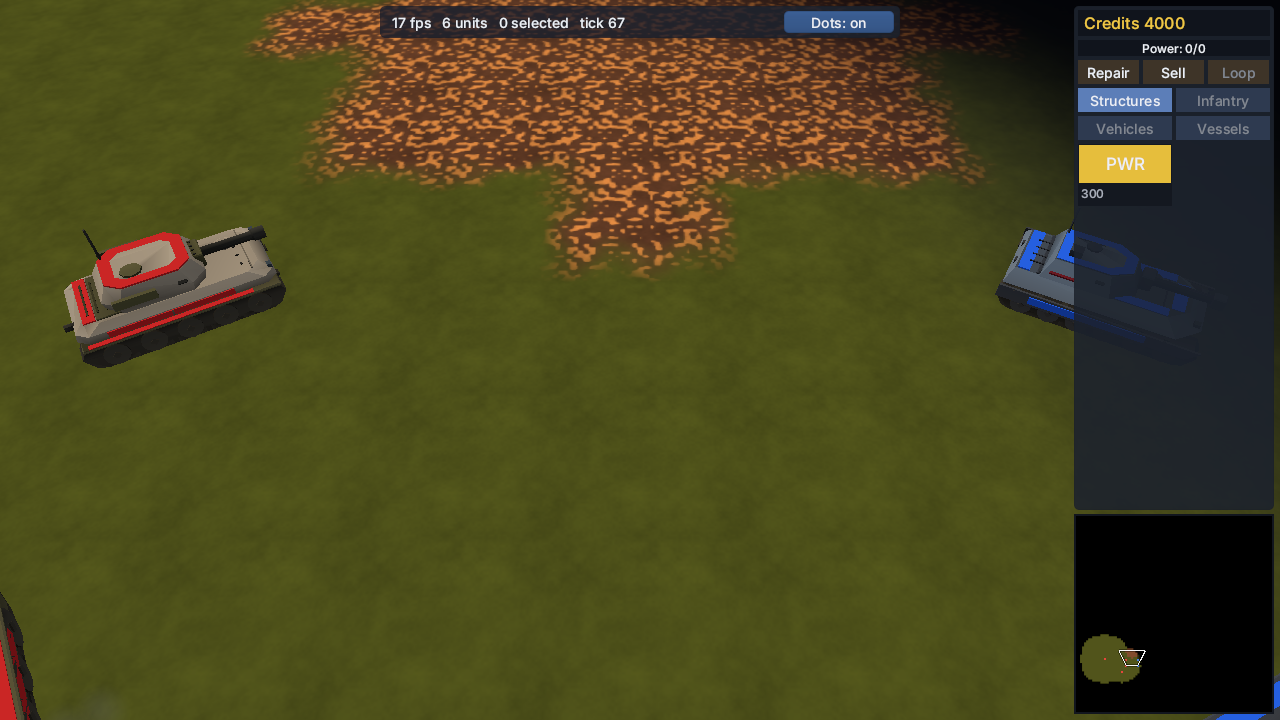 17 fps 6 units 0 selected tick 67
Dots: on
Credits 4000
Power: 0/0
Repair Sell Loop
Structures Infantry
Vehicles Vessels
PWR
300